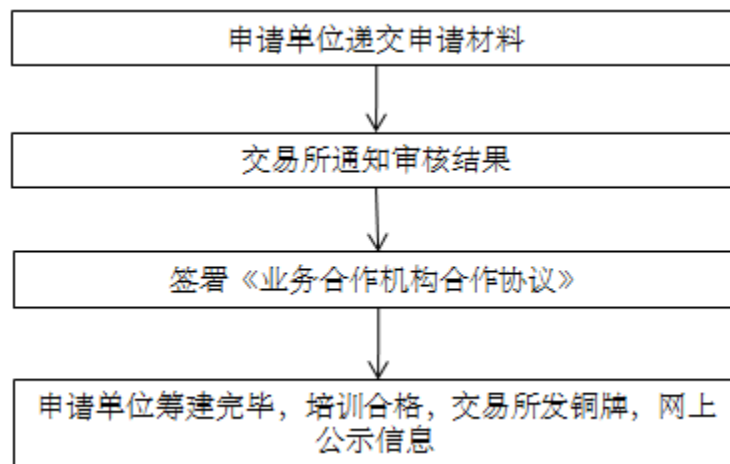 申请单位递交申请材料
交易所通知审核结果
签署《业务合作机构合作协议》
申请单位筹建完毕，培训合格，交易所发铜牌，网上
公示信息